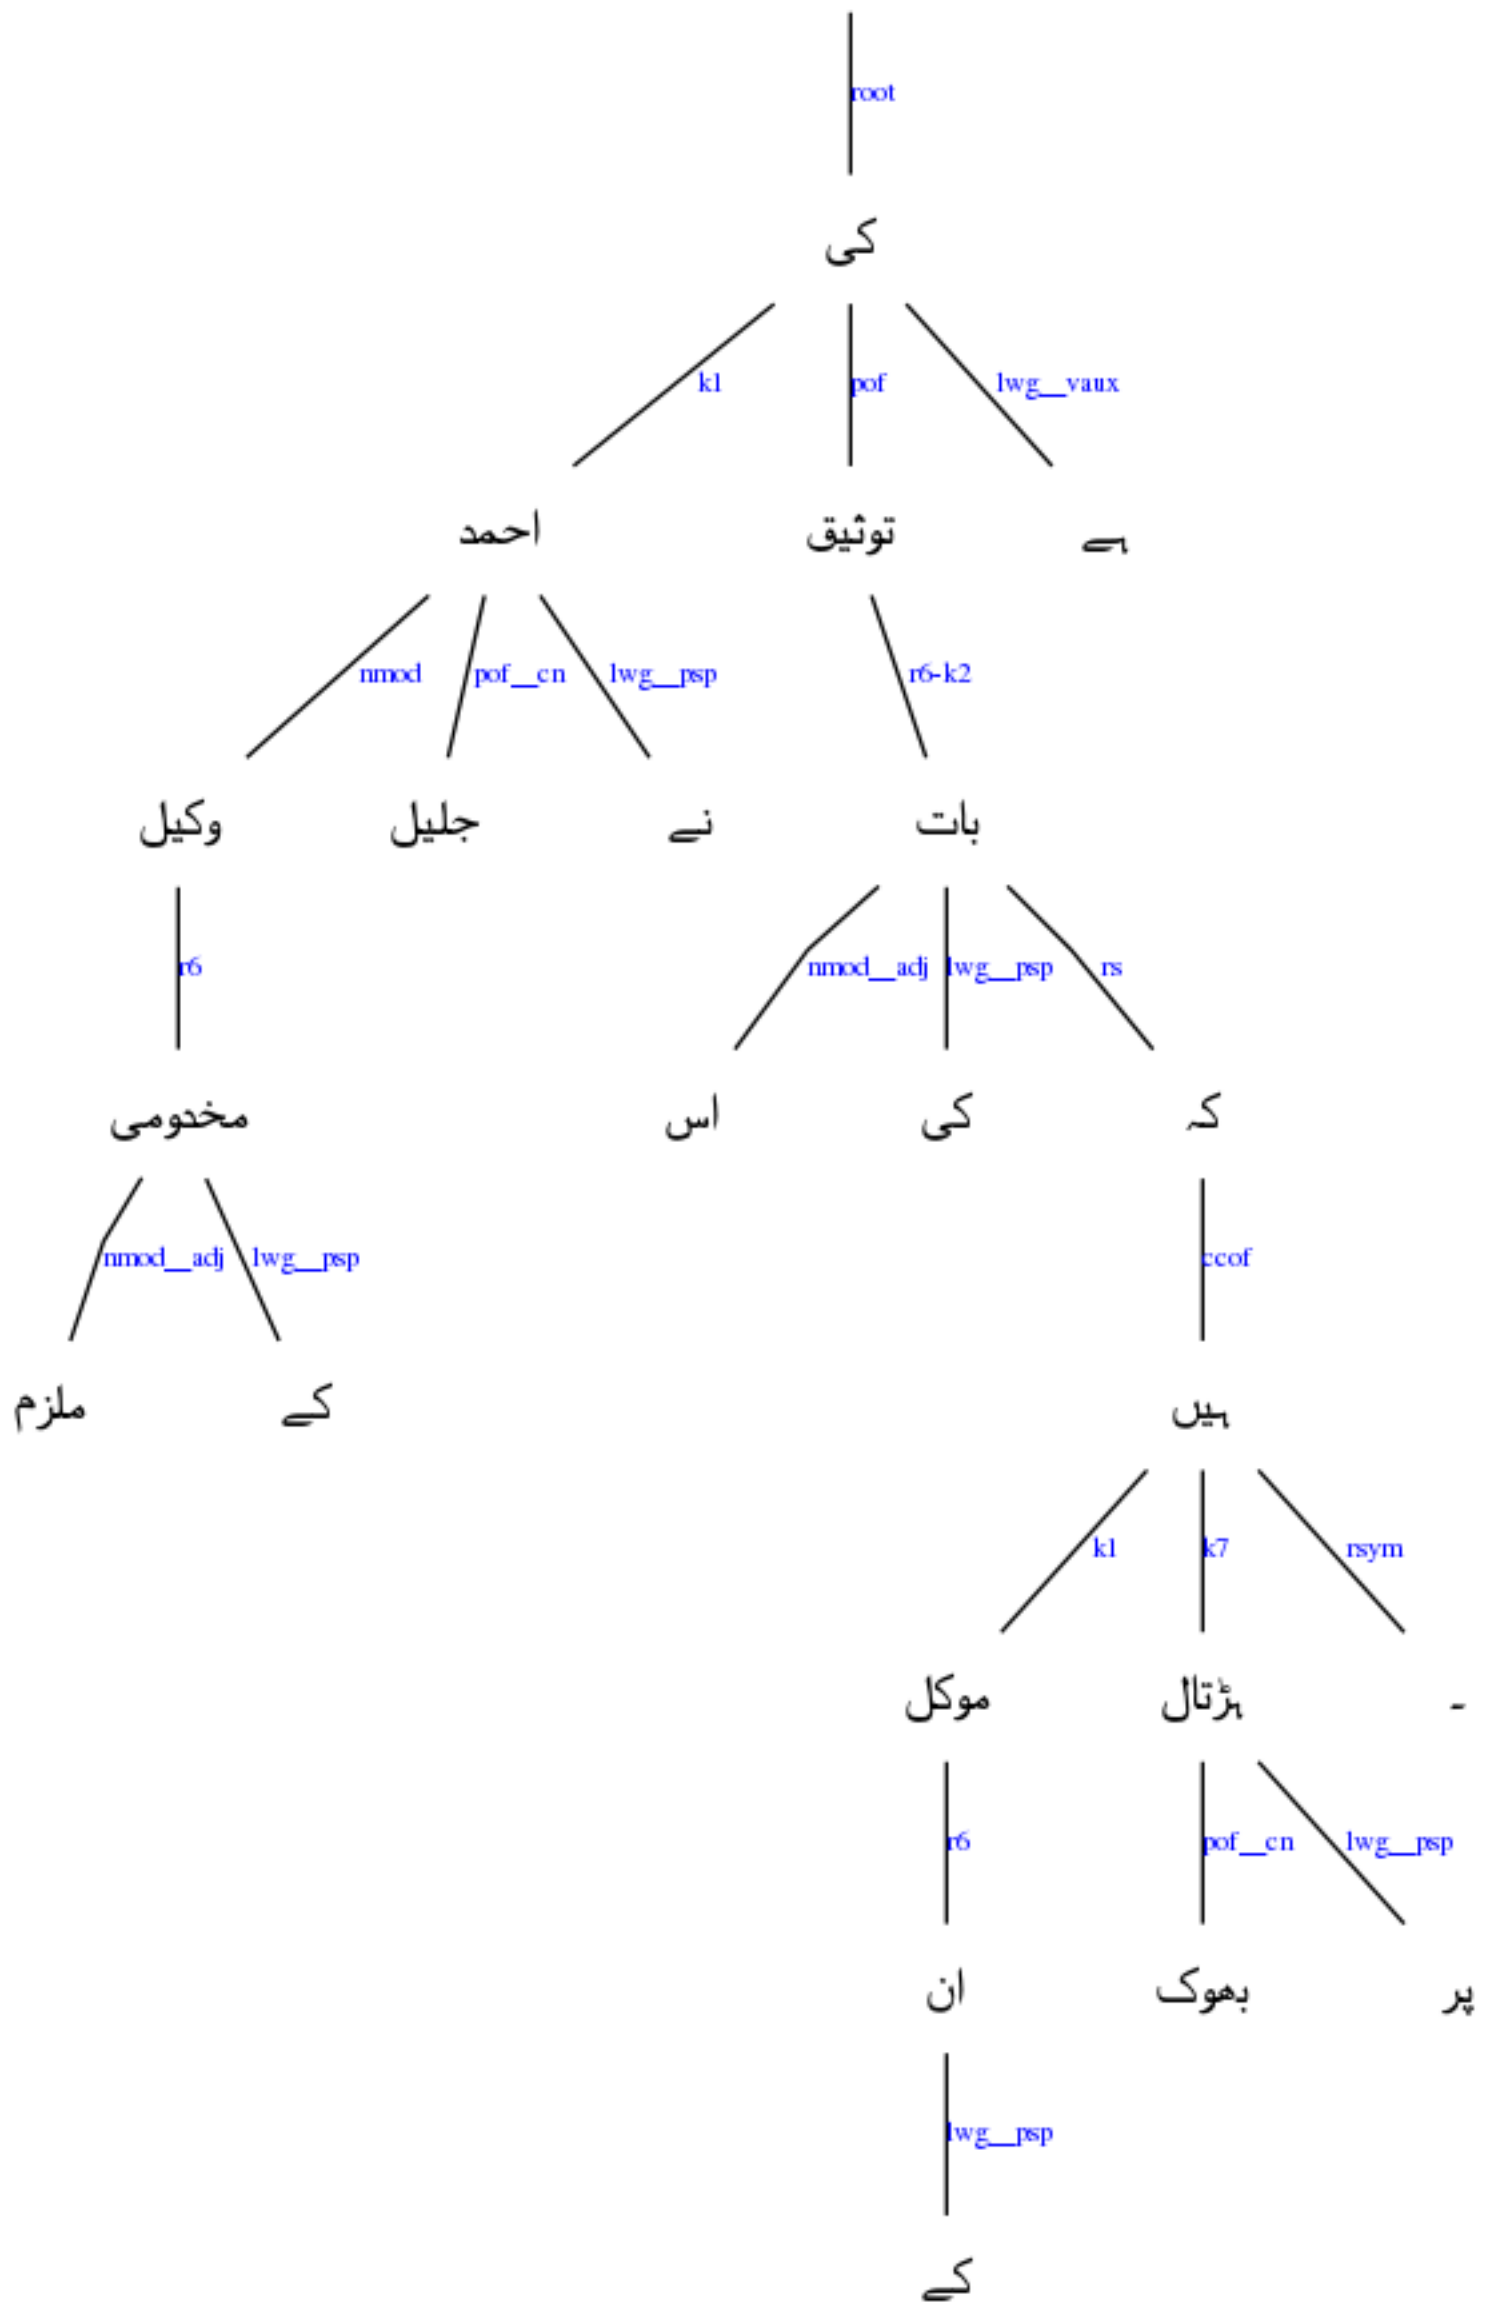 root
کی
k1 pof lwg__vaux
احمد توثیق ہے
nmod pof__cn lwg__psp r6-k2
وکیل جلیل نے بات
r6 nmod__adj lwg__psp rs
مخدومی اس کی کہ
nmod__adj lwg__psp ccof
ملزم کے ہیں
k1 k7 rsym
موکل ہڑتال ۔
r6 pof__cn lwg__psp
ان بھوک پر
lwg__psp
کے